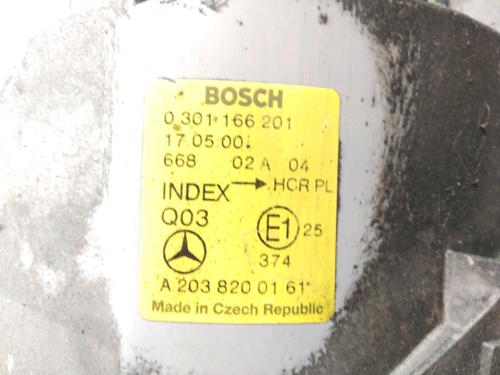 BOSCH
0 301 166 201
17.05.00.
668 02 A 04
INDEX → HCR PL
Q03
E1 25
374
A 203 820 01 61
Made in Czech Republic